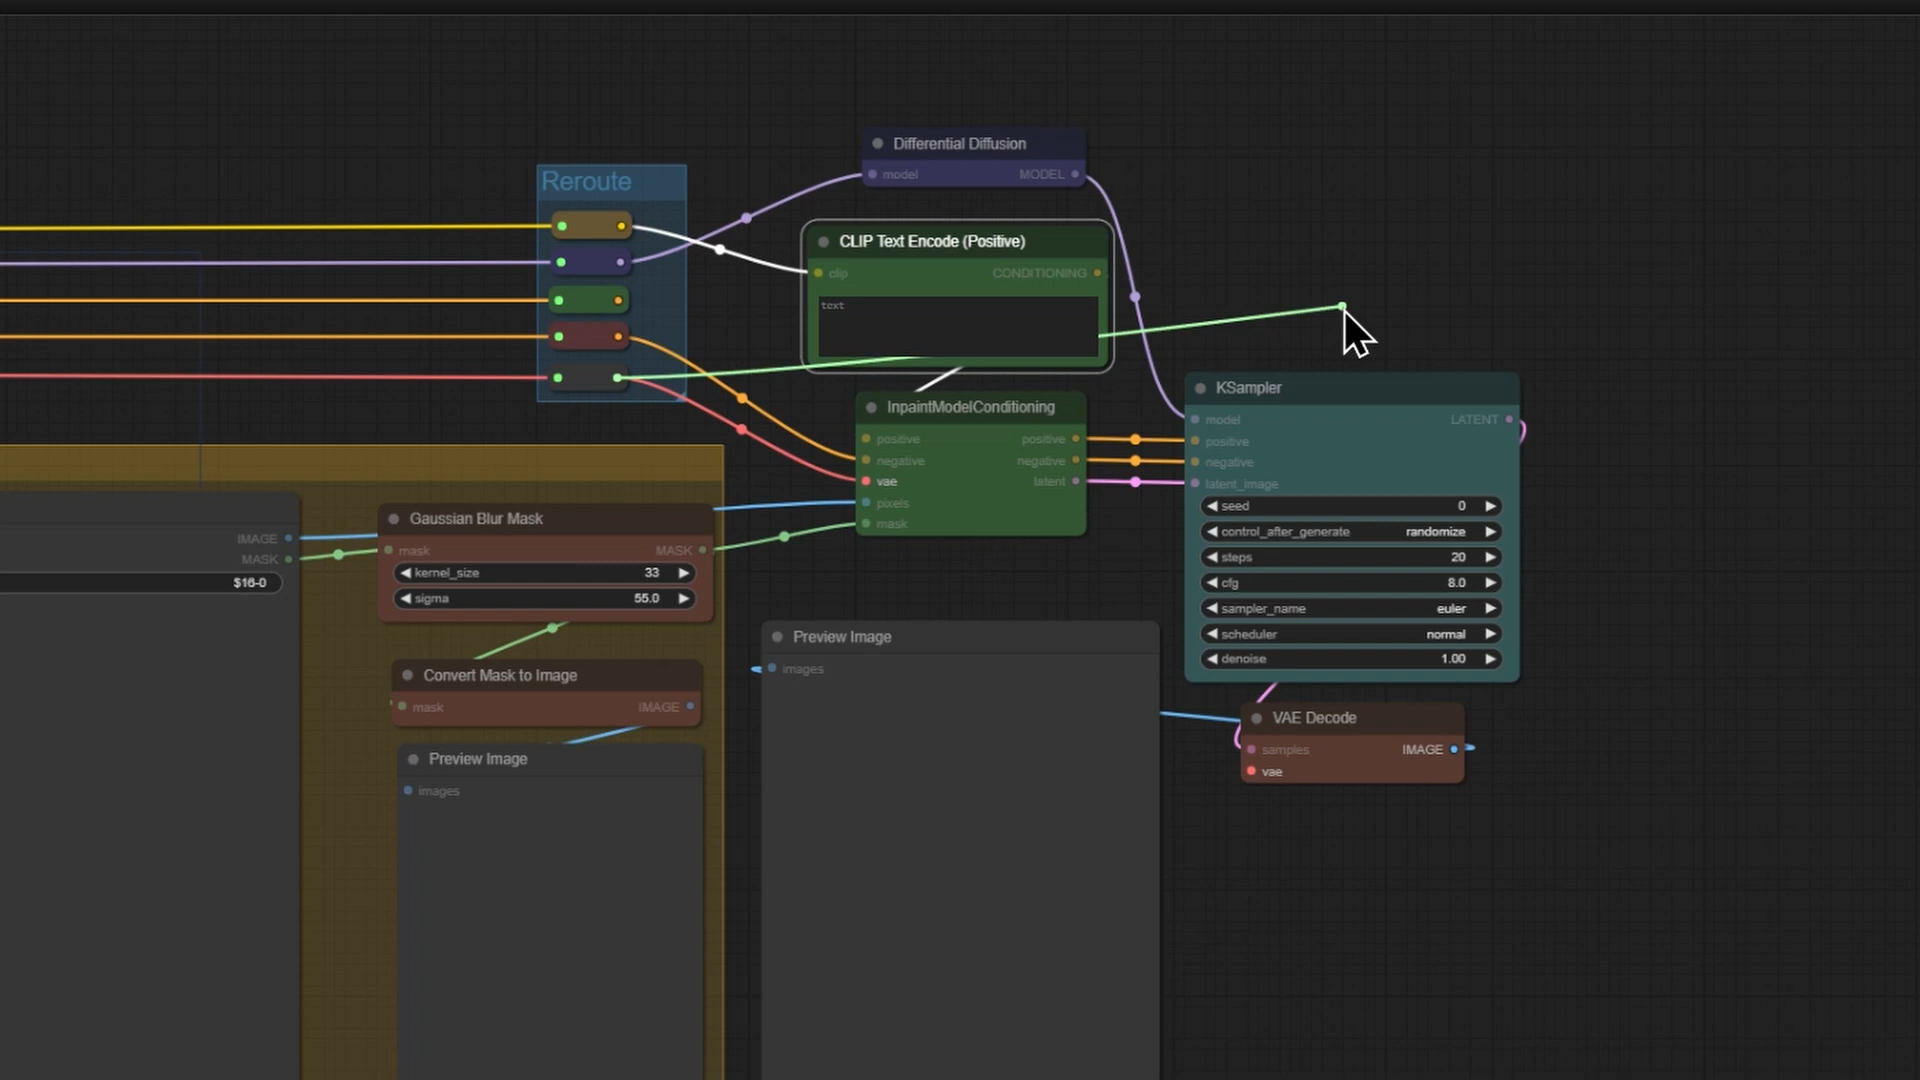 Differential Diffusion
model MODEL
Reroute
CLIP Text Encode (Positive)
clip CONDITIONING
text
KSampler
model LATENT
positive
negative
latent_image
seed 0
control_after_generate randomize
steps 20
cfg 8.0
sampler_name euler
scheduler normal
denoise 1.00
InpaintModelConditioning
positive positive
negative negative
vae latent
pixels
mask
IMAGE
MASK
$16-0
Gaussian Blur Mask
mask MASK
kernel_size 33
sigma 55.0
Convert Mask to Image
mask IMAGE
Preview Image
images
Preview Image
images
VAE Decode
samples IMAGE
vae